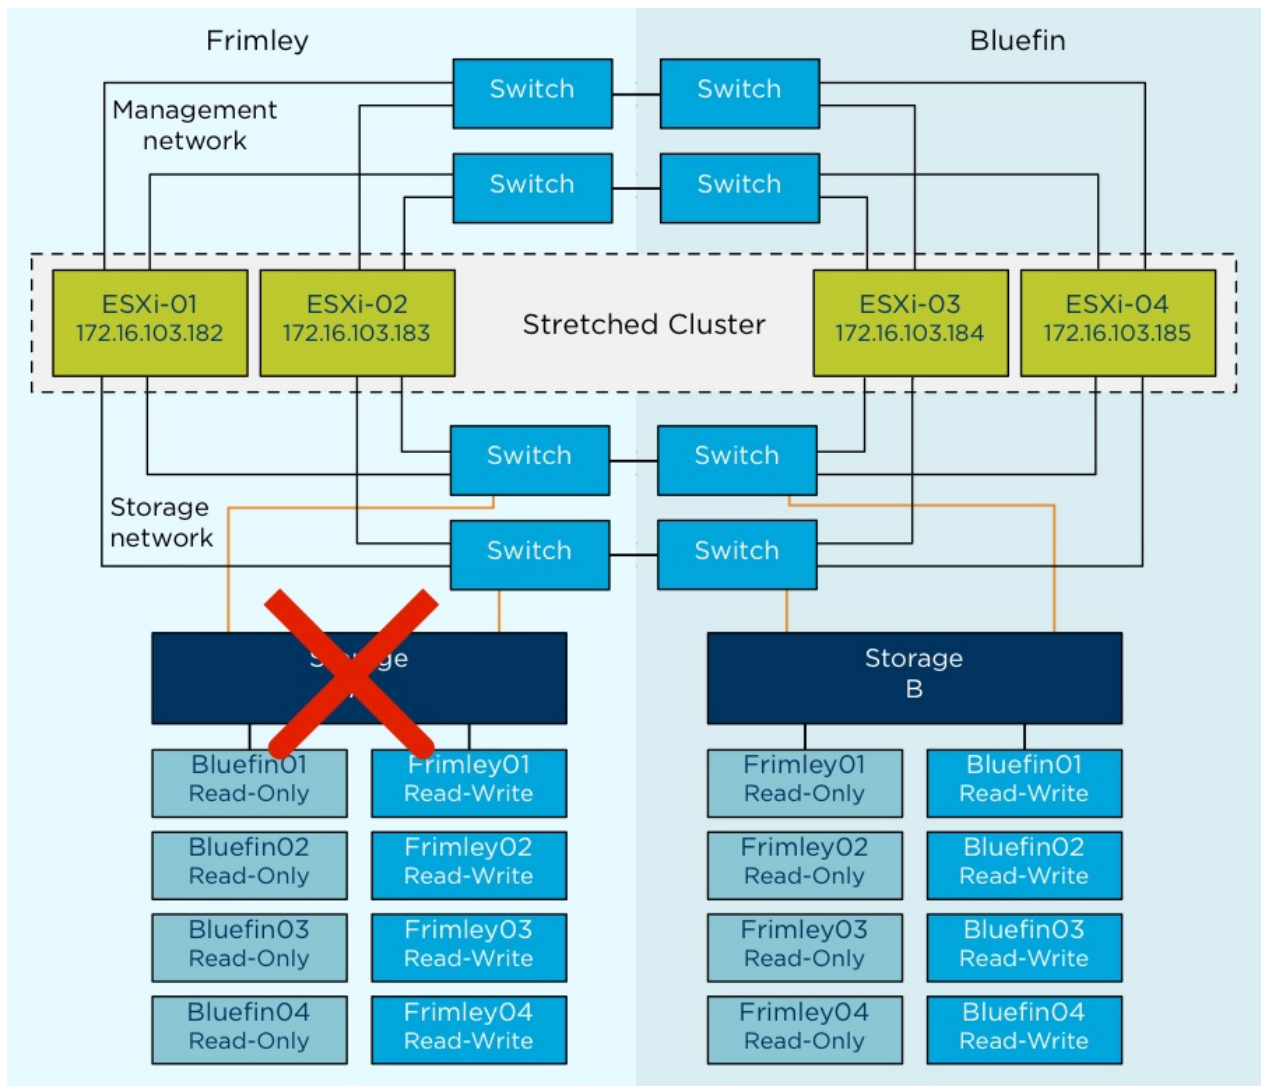 Frimley
Bluefin
Management
network
Switch
Switch
Switch
Switch
ESXi-01
172.16.103.182
ESXi-02
172.16.103.183
Stretched Cluster
ESXi-03
172.16.103.184
ESXi-04
172.16.103.185
Storage
network
Switch
Switch
Switch
Switch
Storage
Storage
B
Bluefin01
Read-Only
Frimley01
Read-Write
Frimley01
Read-Only
Bluefin01
Read-Write
Bluefin02
Read-Only
Frimley02
Read-Write
Frimley02
Read-Only
Bluefin02
Read-Write
Bluefin03
Read-Only
Frimley03
Read-Write
Frimley03
Read-Only
Bluefin03
Read-Write
Bluefin04
Read-Only
Frimley04
Read-Write
Frimley04
Read-Only
Bluefin04
Read-Write